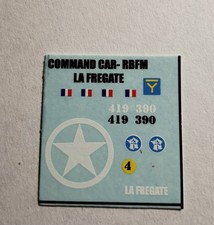 COMMAND CAR- RBFM
LA FREGATE
419 390
419 390
4
LA FREGATE